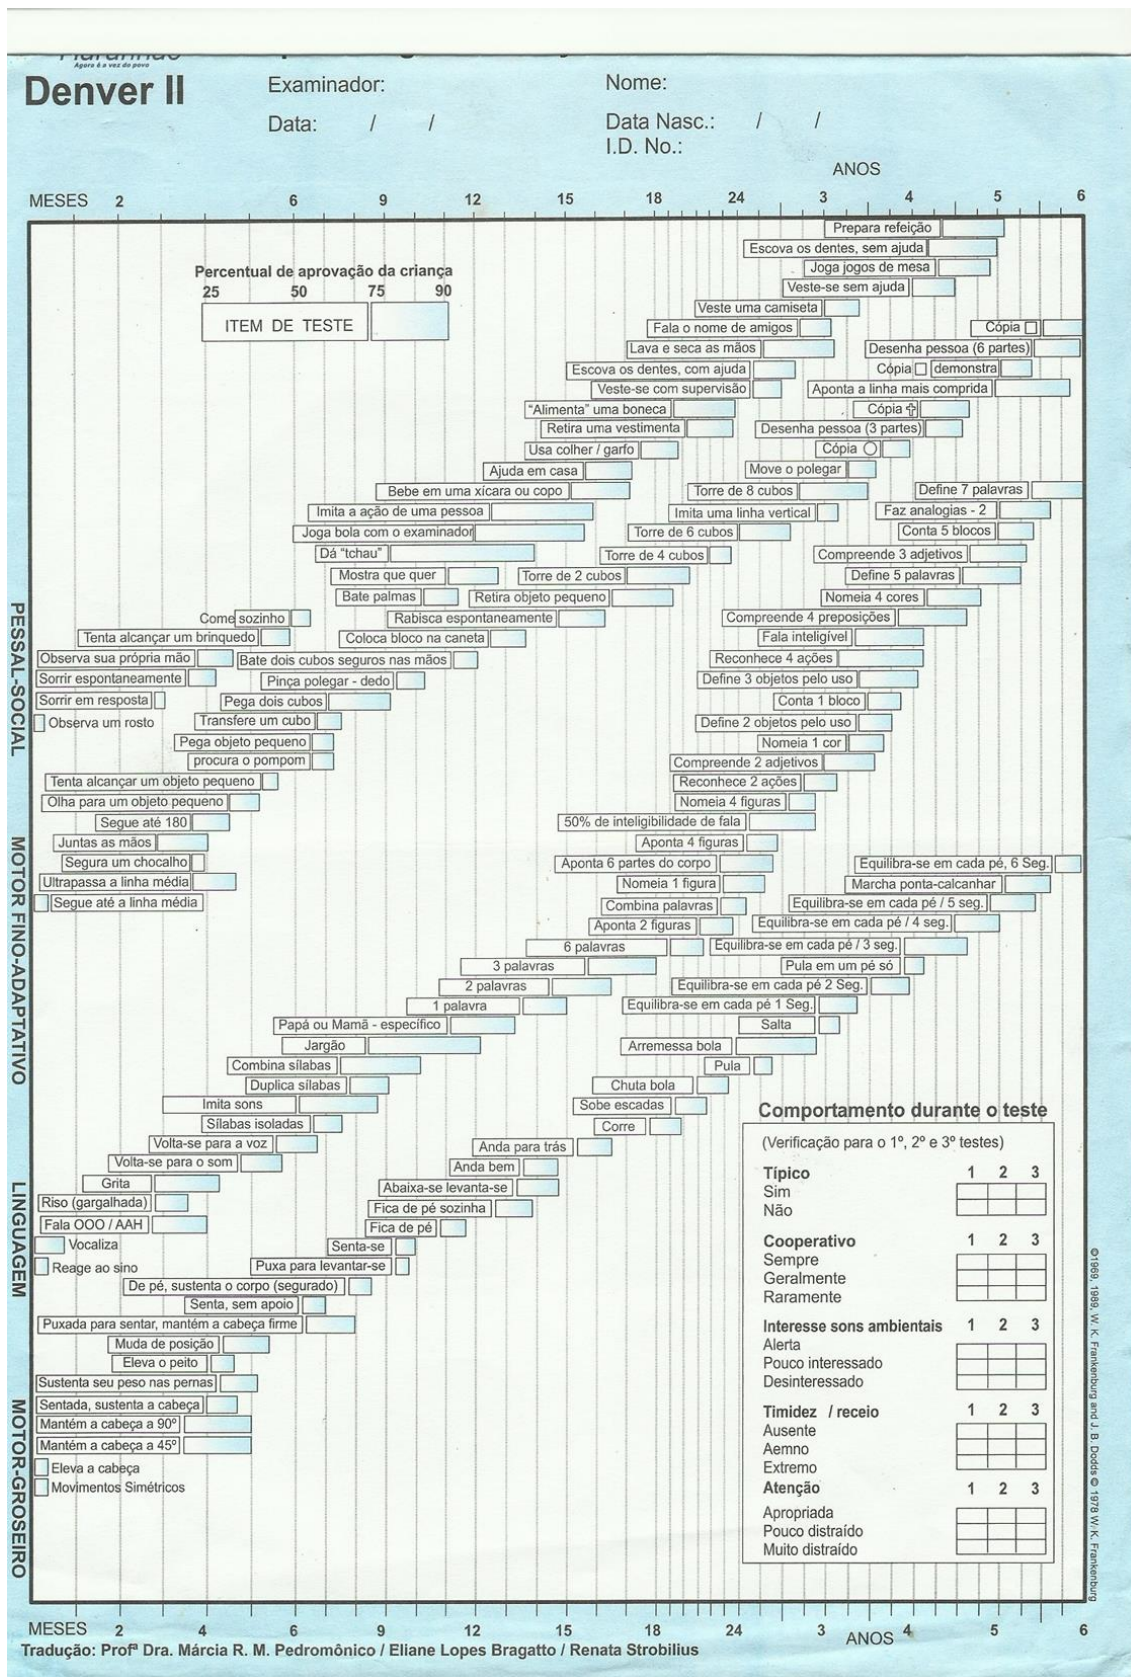 Agora é a vez do povo
Denver II
Examinador:
Nome:
Data: / /
Data Nasc.: / /
I.D. No.:
ANOS
MESES 2 6 9 12 15 18 24 3 4 5 6
Percentual de aprovação da criança
25 50 75 90
ITEM DE TESTE
PESSAL-SOCIAL
MOTOR FINO-ADAPTATIVO
LINGUAGEM
MOTOR-GROSEIRO
Prepara refeição
Escova os dentes, sem ajuda
Joga jogos de mesa
Veste-se sem ajuda
Veste uma camiseta
Fala o nome de amigos
Cópia □
Lava e seca as mãos
Desenha pessoa (6 partes)
Escova os dentes, com ajuda
Cópia □ demonstra
Veste-se com supervisão
Aponta a linha mais comprida
“Alimenta” uma boneca
Cópia ✞
Retira uma vestimenta
Desenha pessoa (3 partes)
Usa colher / garfo
Cópia ○
Ajuda em casa
Move o polegar
Bebe em uma xícara ou copo
Torre de 8 cubos
Define 7 palavras
Imita a ação de uma pessoa
Imita uma linha vertical
Faz analogias - 2
Joga bola com o examinador
Torre de 6 cubos
Conta 5 blocos
Dá “tchau”
Torre de 4 cubos
Compreende 3 adjetivos
Mostra que quer
Torre de 2 cubos
Define 5 palavras
Bate palmas
Retira objeto pequeno
Nomeia 4 cores
Come sozinho
Rabisca espontaneamente
Compreende 4 preposições
Tenta alcançar um brinquedo
Coloca bloco na caneta
Fala inteligível
Observa sua própria mão
Bate dois cubos seguros nas mãos
Reconhece 4 ações
Sorrir espontaneamente
Pinça polegar - dedo
Define 3 objetos pelo uso
Sorrir em resposta
Pega dois cubos
Conta 1 bloco
Observa um rosto
Transfere um cubo
Define 2 objetos pelo uso
Pega objeto pequeno
Nomeia 1 cor
procura o pompom
Compreende 2 adjetivos
Tenta alcançar um objeto pequeno
Reconhece 2 ações
Olha para um objeto pequeno
Nomeia 4 figuras
Segue até 180
50% de inteligibilidade de fala
Juntas as mãos
Aponta 4 figuras
Segura um chocalho
Aponta 6 partes do corpo
Equilibra-se em cada pé, 6 Seg.
Ultrapassa a linha média
Nomeia 1 figura
Marcha ponta-calcanhar
Segue até a linha média
Combina palavras
Equilibra-se em cada pé / 5 seg.
Aponta 2 figuras
Equilibra-se em cada pé / 4 seg.
6 palavras
Equilibra-se em cada pé / 3 seg.
3 palavras
Pula em um pé só
2 palavras
Equilibra-se em cada pé 2 Seg.
1 palavra
Equilibra-se em cada pé 1 Seg.
Papá ou Mamã - específico
Salta
Jargão
Arremessa bola
Combina sílabas
Pula
Duplica sílabas
Chuta bola
Imita sons
Sobe escadas
Sílabas isoladas
Corre
Volta-se para a voz
Anda para trás
Volta-se para o som
Anda bem
Grita
Abaixa-se levanta-se
Riso (gargalhada)
Fica de pé sozinha
Fala OOO / AAH
Fica de pé
Vocaliza
Senta-se
Reage ao sino
Puxa para levantar-se
De pé, sustenta o corpo (segurado)
Senta, sem apoio
Puxada para sentar, mantém a cabeça firme
Muda de posição
Eleva o peito
Sustenta seu peso nas pernas
Sentada, sustenta a cabeça
Mantém a cabeça a 90º
Mantém a cabeça a 45º
Eleva a cabeça
Movimentos Simétricos
Comportamento durante o teste
(Verificação para o 1º, 2º e 3º testes)
Típico 1 2 3
Sim
Não
Cooperativo 1 2 3
Sempre
Geralmente
Raramente
Interesse sons ambientais 1 2 3
Alerta
Pouco interessado
Desinteressado
Timidez / receio 1 2 3
Ausente
Aemno
Extremo
Atenção 1 2 3
Apropriada
Pouco distraído
Muito distraído
©1969, 1989, W. K. Frankenburg and J. B. Dodds © 1978 W. K. Frankenburg
MESES 2 4 6 9 12 15 18 24 3 ANOS 4 5 6
Tradução: Profª Dra. Márcia R. M. Pedromônico / Eliane Lopes Bragatto / Renata Strobilius